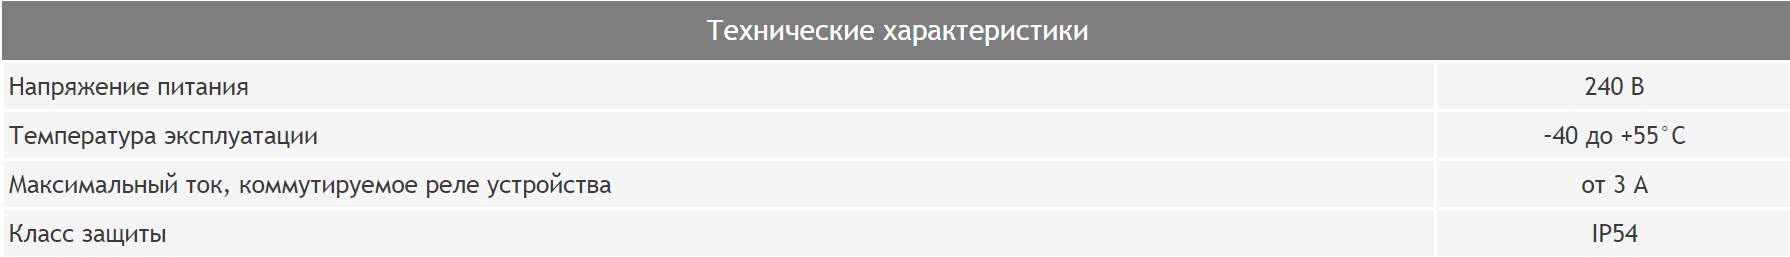 Технические характеристики
Напряжение питания 240 В
Температура эксплуатации -40 до +55°С
Максимальный ток, коммутируемое реле устройства от 3 А
Класс защиты IP54